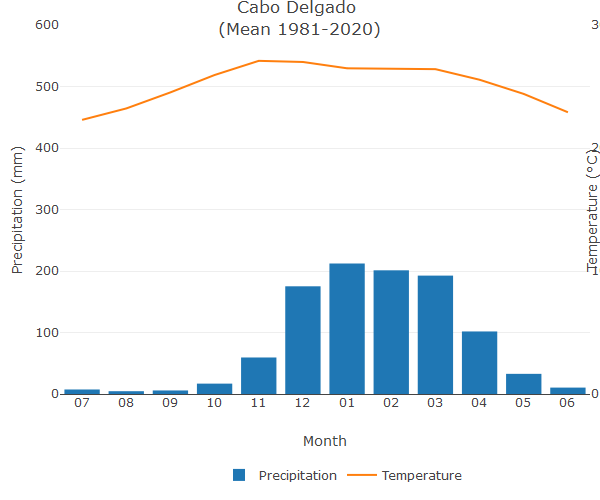 Cabo Delgado
(Mean 1981-2020)
600
500
400
300
200
100
0
Precipitation (mm)
3
2
1
0
Temperature (°C)
07 08 09 10 11 12 01 02 03 04 05 06
Month
Precipitation Temperature